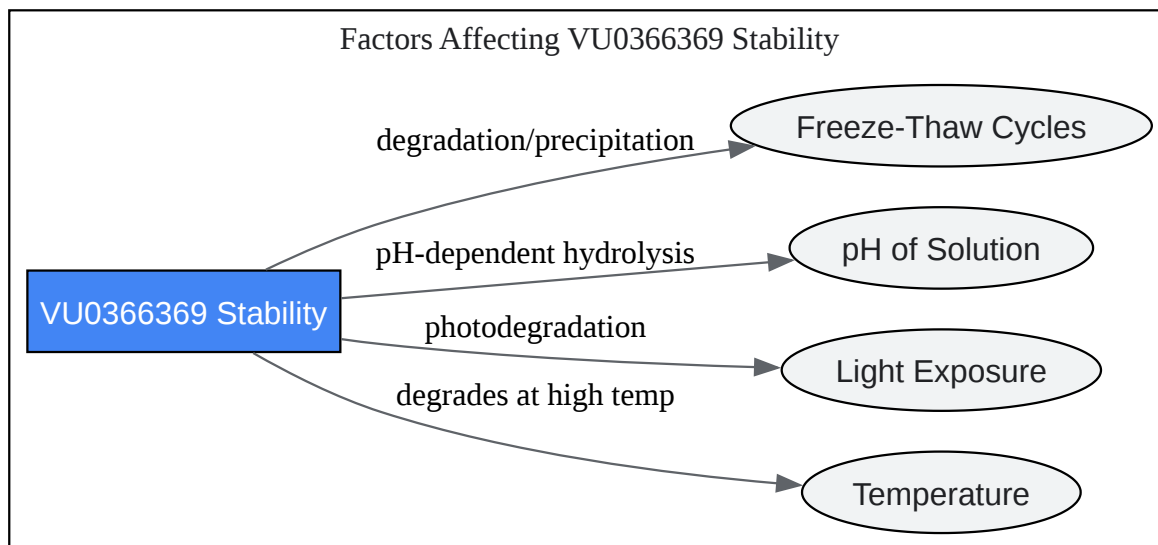 Factors Affecting VU0366369 Stability
degradation/precipitation
Freeze-Thaw Cycles
pH-dependent hydrolysis
pH of Solution
VU0366369 Stability
photodegradation
Light Exposure
degrades at high temp
Temperature